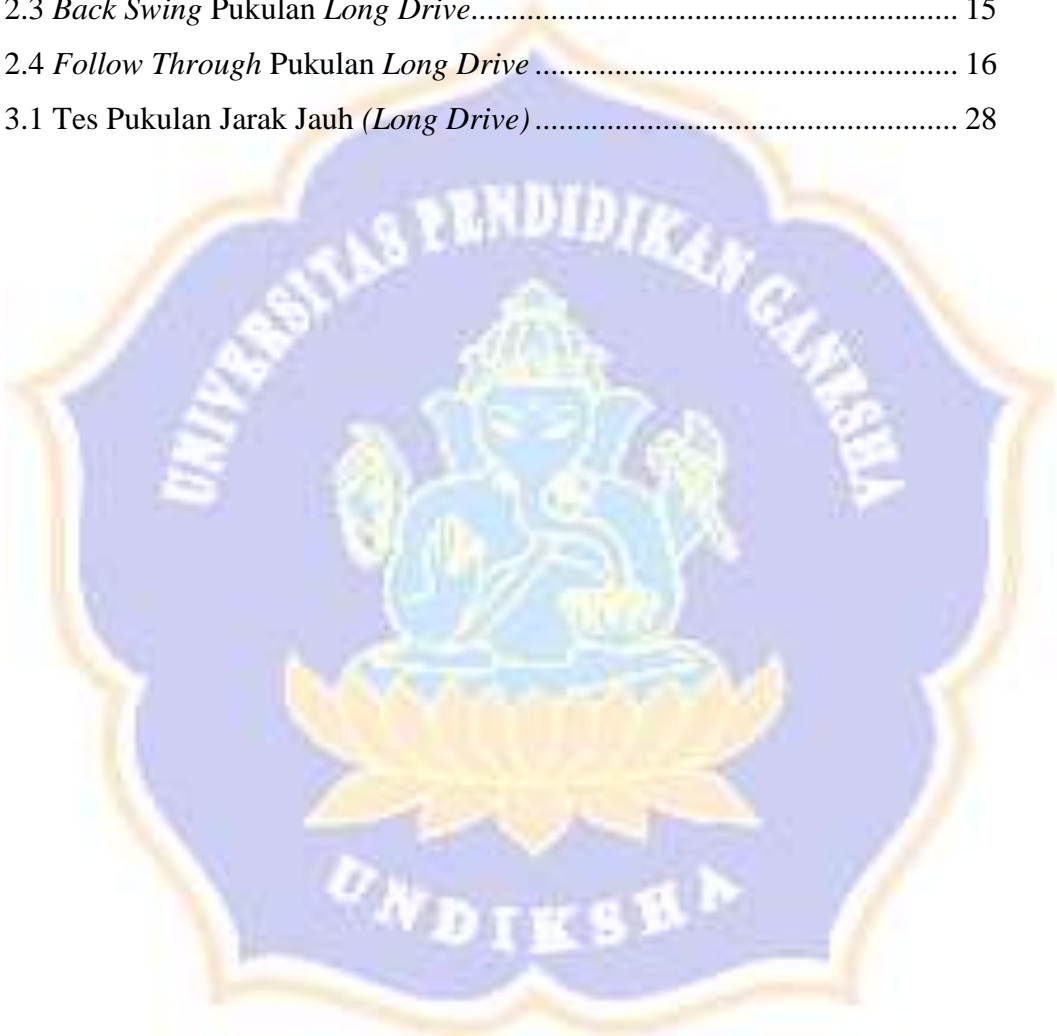 2.3 Back Swing Pukulan Long Drive............................................................. 15
2.4 Follow Through Pukulan Long Drive ..................................................... 16
3.1 Tes Pukulan Jarak Jauh (Long Drive) ..................................................... 28
UNIVERSITAS PENDIDIKAN GANESHA
UNDIKSHA